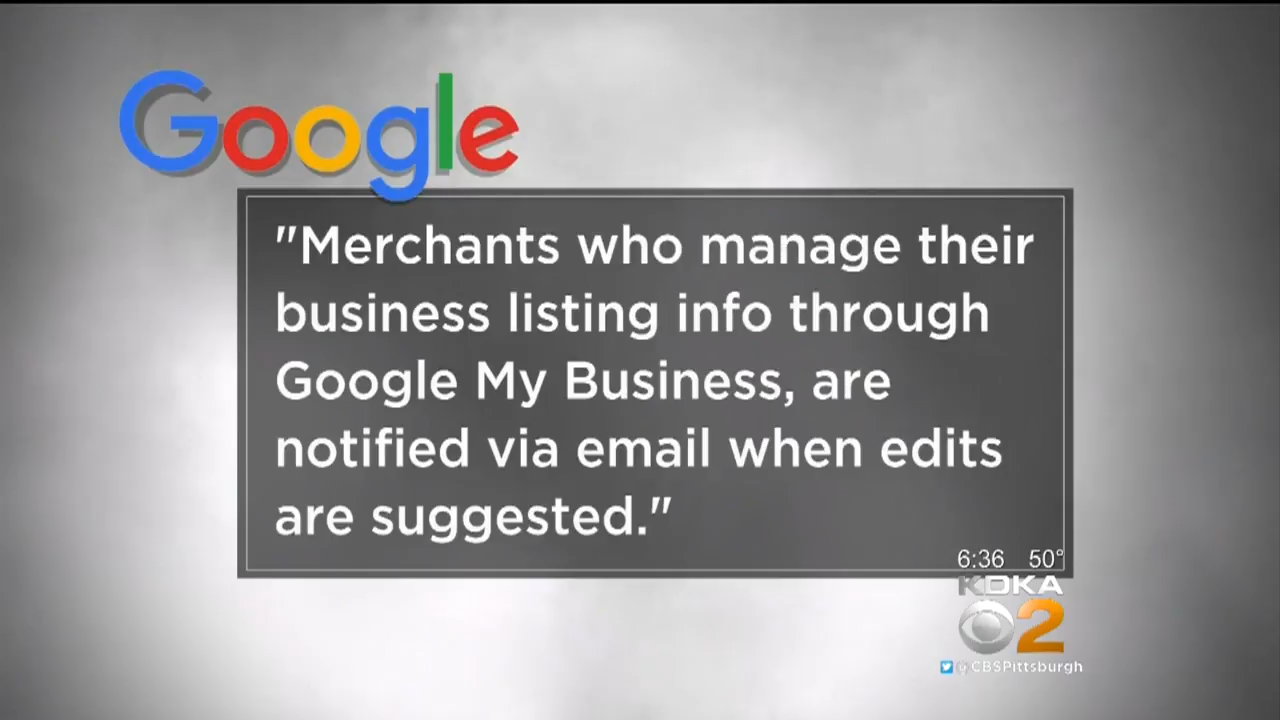 Google
"Merchants who manage their
business listing info through
Google My Business, are
notified via email when edits
are suggested."
6:36 50°
KDKA
2
@CBSPittsburgh